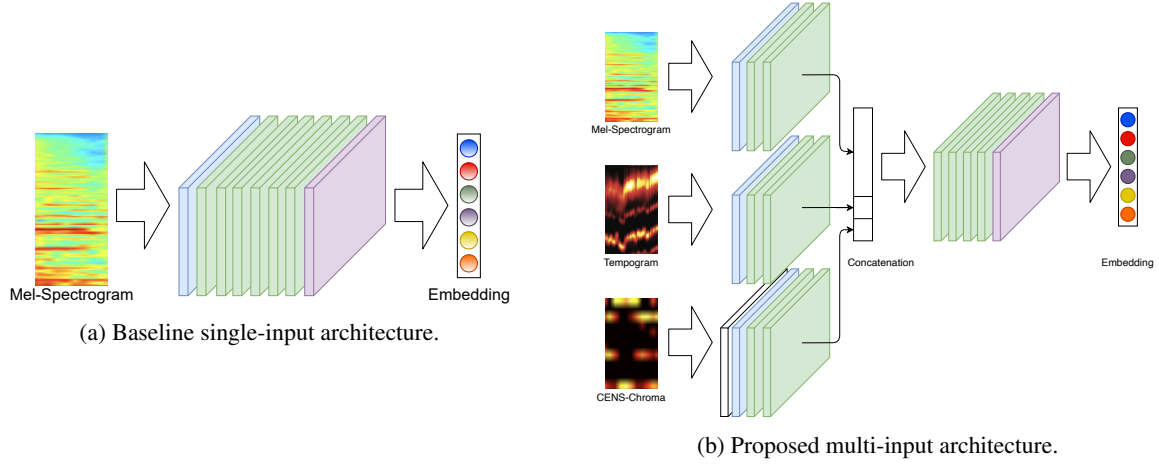 Mel-Spectrogram
Embedding
(a) Baseline single-input architecture.
Mel-Spectrogram
Tempogram
CENS-Chroma
Concatenation
Embedding
(b) Proposed multi-input architecture.